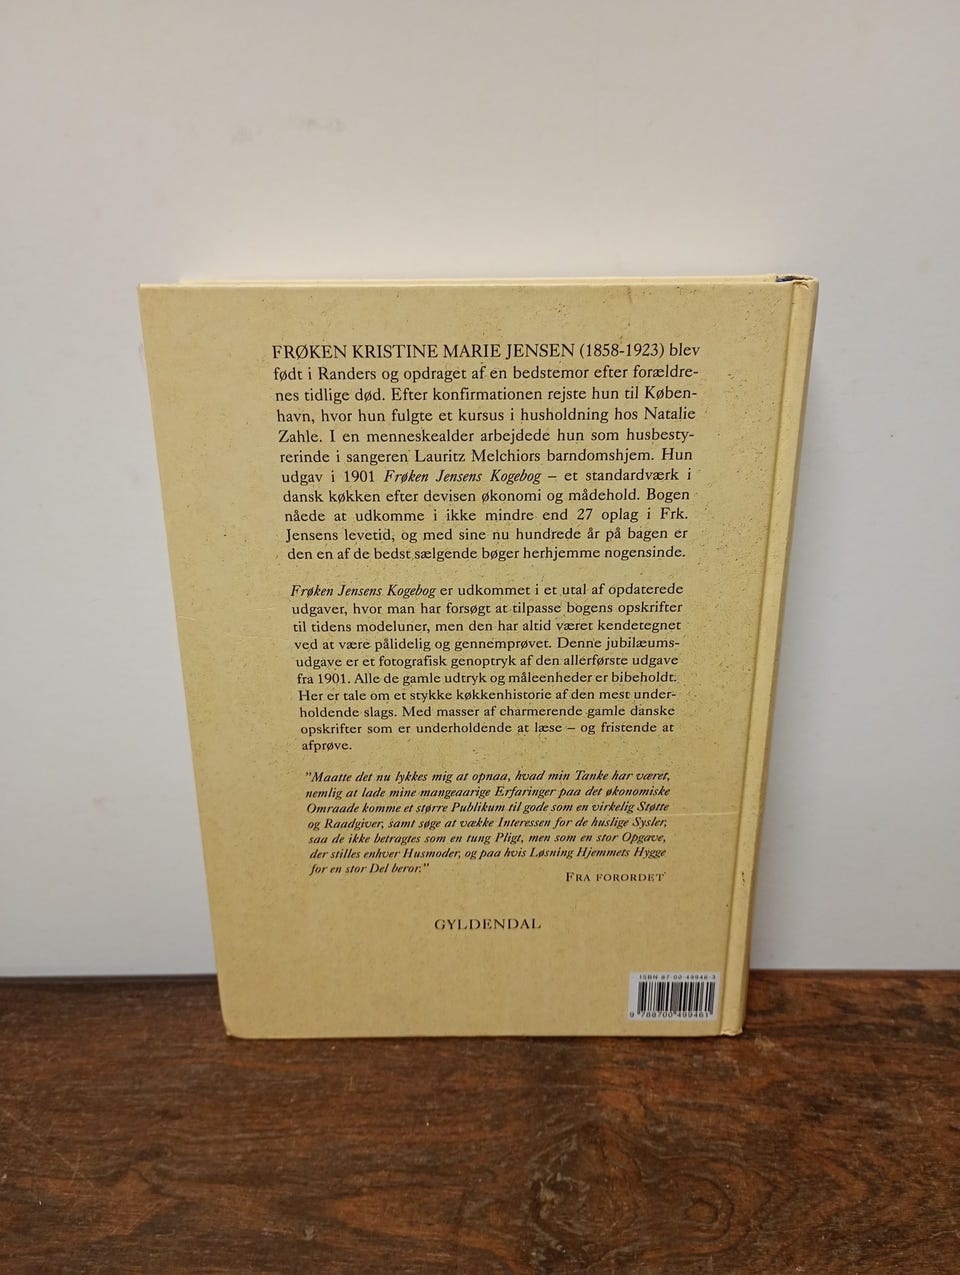 FRØKEN KRISTINE MARIE JENSEN (1858-1923) blev
født i Randers og opdraget af en bedstemor efter forældre-
nes tidlige død. Efter konfirmationen rejste hun til Køben-
havn, hvor hun fulgte et kursus i husholdning hos Natalie
Zahle. I en menneskealder arbejdede hun som husbesty-
rerinde i sangeren Lauritz Melchiors barndomshjem. Hun
udgav i 1901 Frøken Jensens Kogebog – et standardværk i
dansk køkken efter devisen økonomi og mådehold. Bogen
nåede at udkomme i ikke mindre end 27 oplag i Frk.
Jensens levetid, og med sine nu hundrede år på bagen er
den en af de bedst sælgende bøger herhjemme nogensinde.
Frøken Jensens Kogebog er udkommet i et utal af opdaterede
udgaver, hvor man har forsøgt at tilpasse bogens opskrifter
til tidens modeluner, men den har altid været kendetegnet
ved at være pålidelig og gennemprøvet. Denne jubilæums-
udgave er et fotografisk genoptryk af den allerførste udgave
fra 1901. Alle de gamle udtryk og måleenheder er bibeholdt.
Her er tale om et stykke køkkenhistorie af den mest under-
holdende slags. Med masser af charmerende gamle danske
opskrifter som er underholdende at læse – og fristende at
afprøve.
"Maatte det nu lykkes mig at opnaa, hvad min Tanke har været,
nemlig at lade mine mangeaarige Erfaringer paa det økonomiske
Omraade komme et større Publikum til gode som en virkelig Støtte
og Raadgiver, samt søge at vække Interessen for de huslige Sysler,
saa de ikke betragtes som en tung Pligt, men som en stor Opgave,
der stilles enhver Husmoder, og paa hvis Løsning Hjemmets Hygge
for en stor Del beror."
FRA FORORDET
GYLDENDAL
ISBN 87-00-49946-3
9 788700 499461